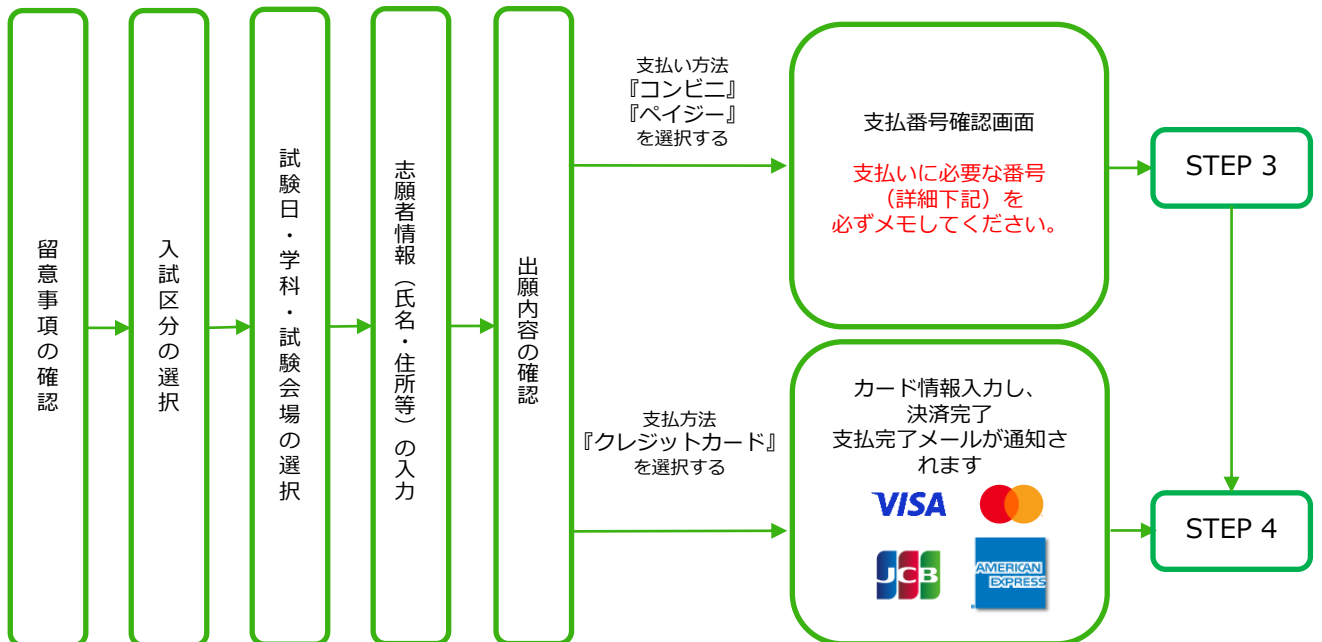 留意事項の確認
入試区分の選択
試験日・学科・試験会場の選択
志願者情報（氏名・住所等）の入力
出願内容の確認
支払い方法
『コンビニ』
『ペイジー』
を選択する
支払番号確認画面
支払いに必要な番号
（詳細下記）を
必ずメモしてください。
STEP 3
支払方法
『クレジットカード』
を選択する
カード情報入力し、
決済完了
支払完了メールが通知さ
れます
VISA
JCB
AMERICAN
EXPRESS
STEP 4